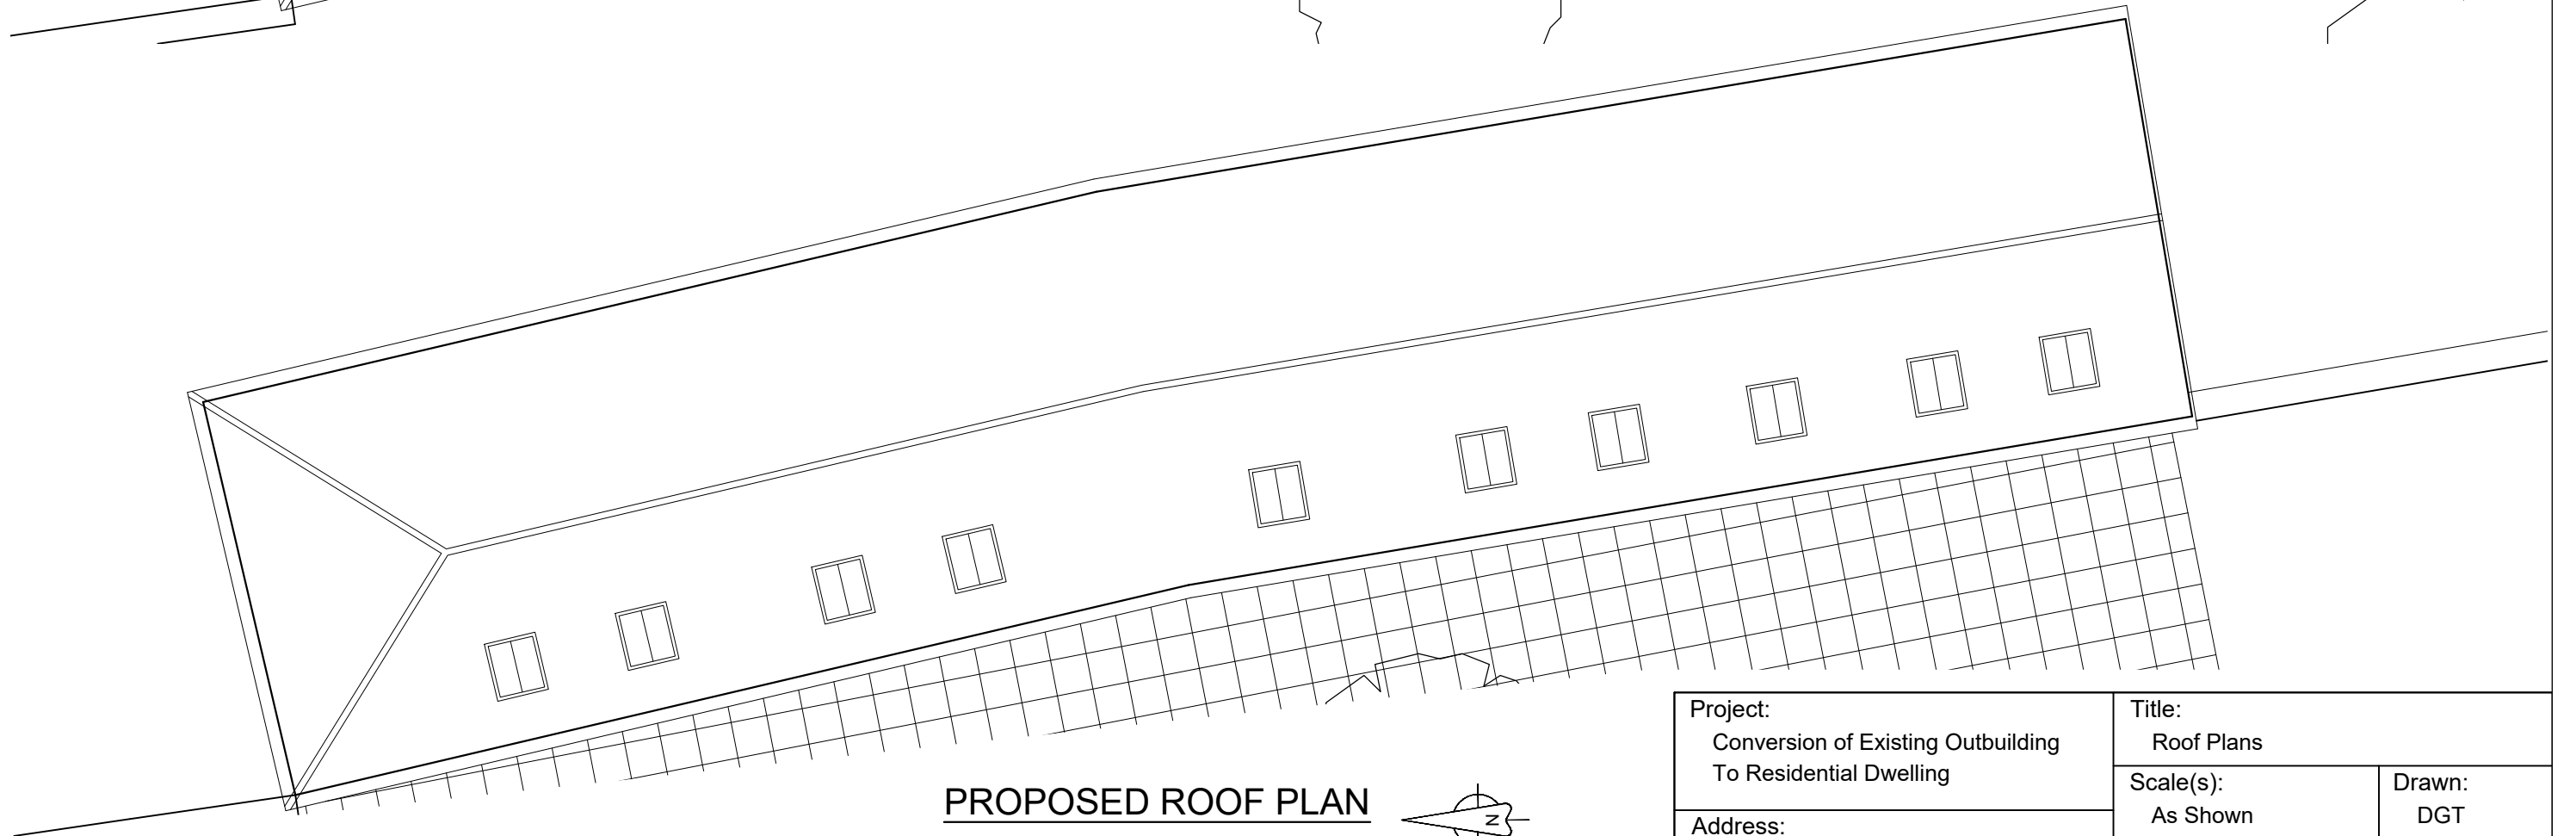 PROPOSED ROOF PLAN
N
Project:
Conversion of Existing Outbuilding
To Residential Dwelling
Address:
Title:
Roof Plans
Scale(s):
As Shown
Drawn:
DGT